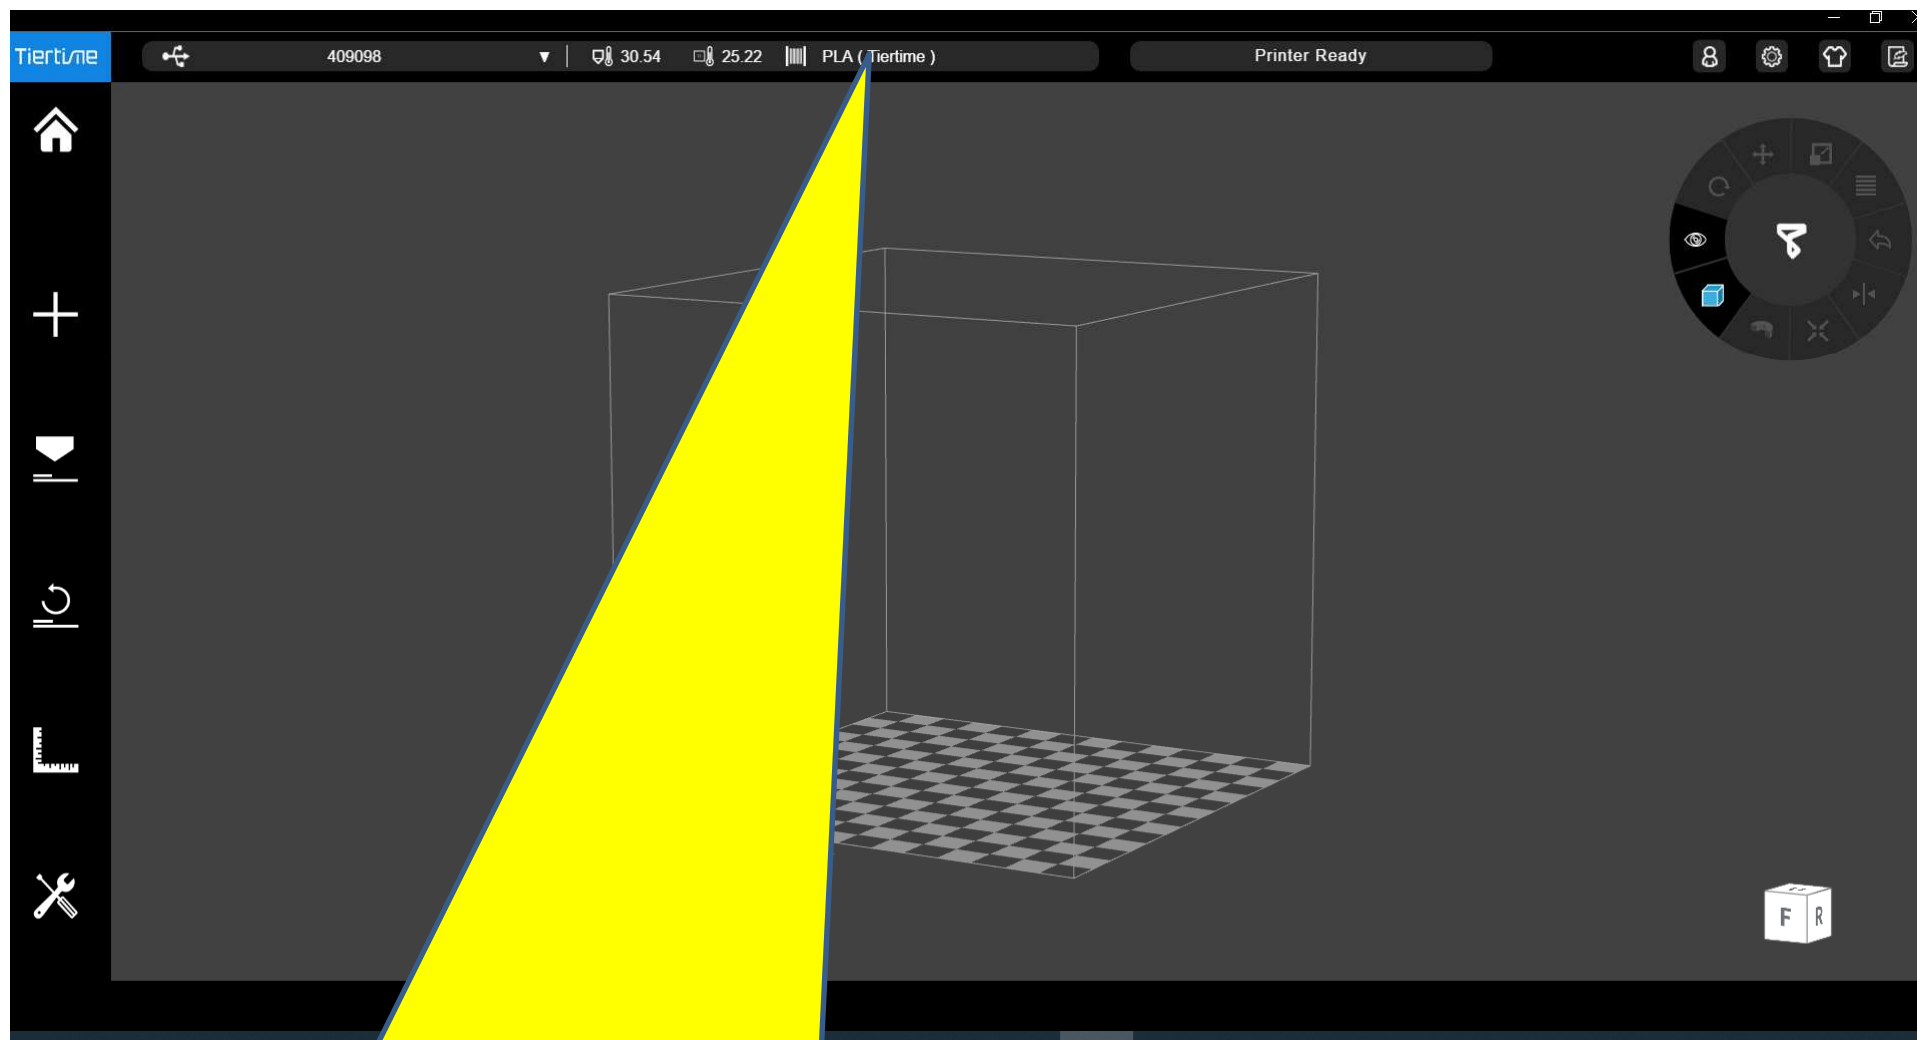 Tiertime
409098 ▼ 30.54 25.22 PLA ( Tiertime ) Printer Ready
F R